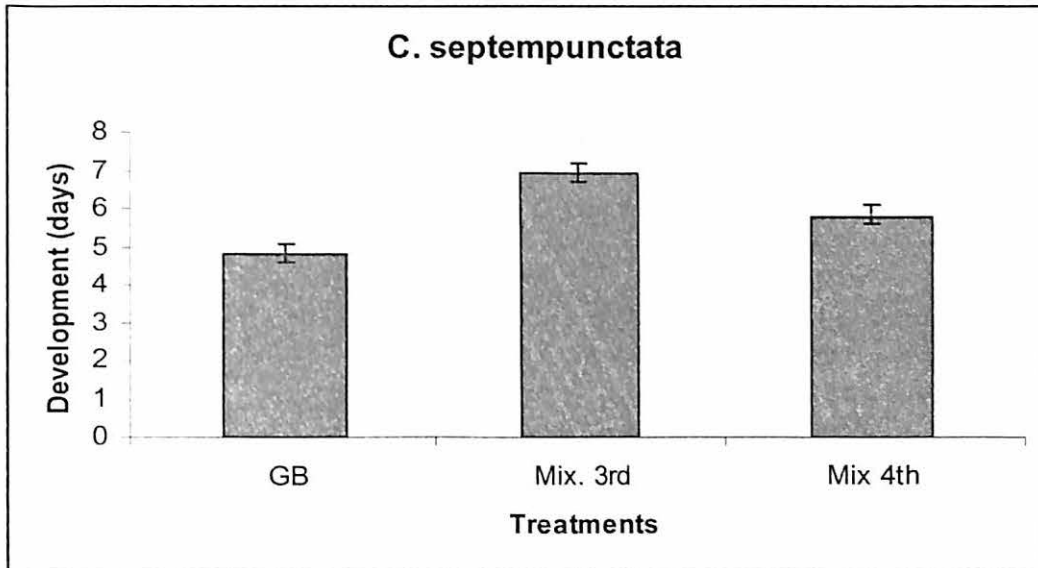 C. septempunctata
Development (days)
8
7
6
5
4
3
2
1
0
GB Mix. 3rd Mix 4th
Treatments